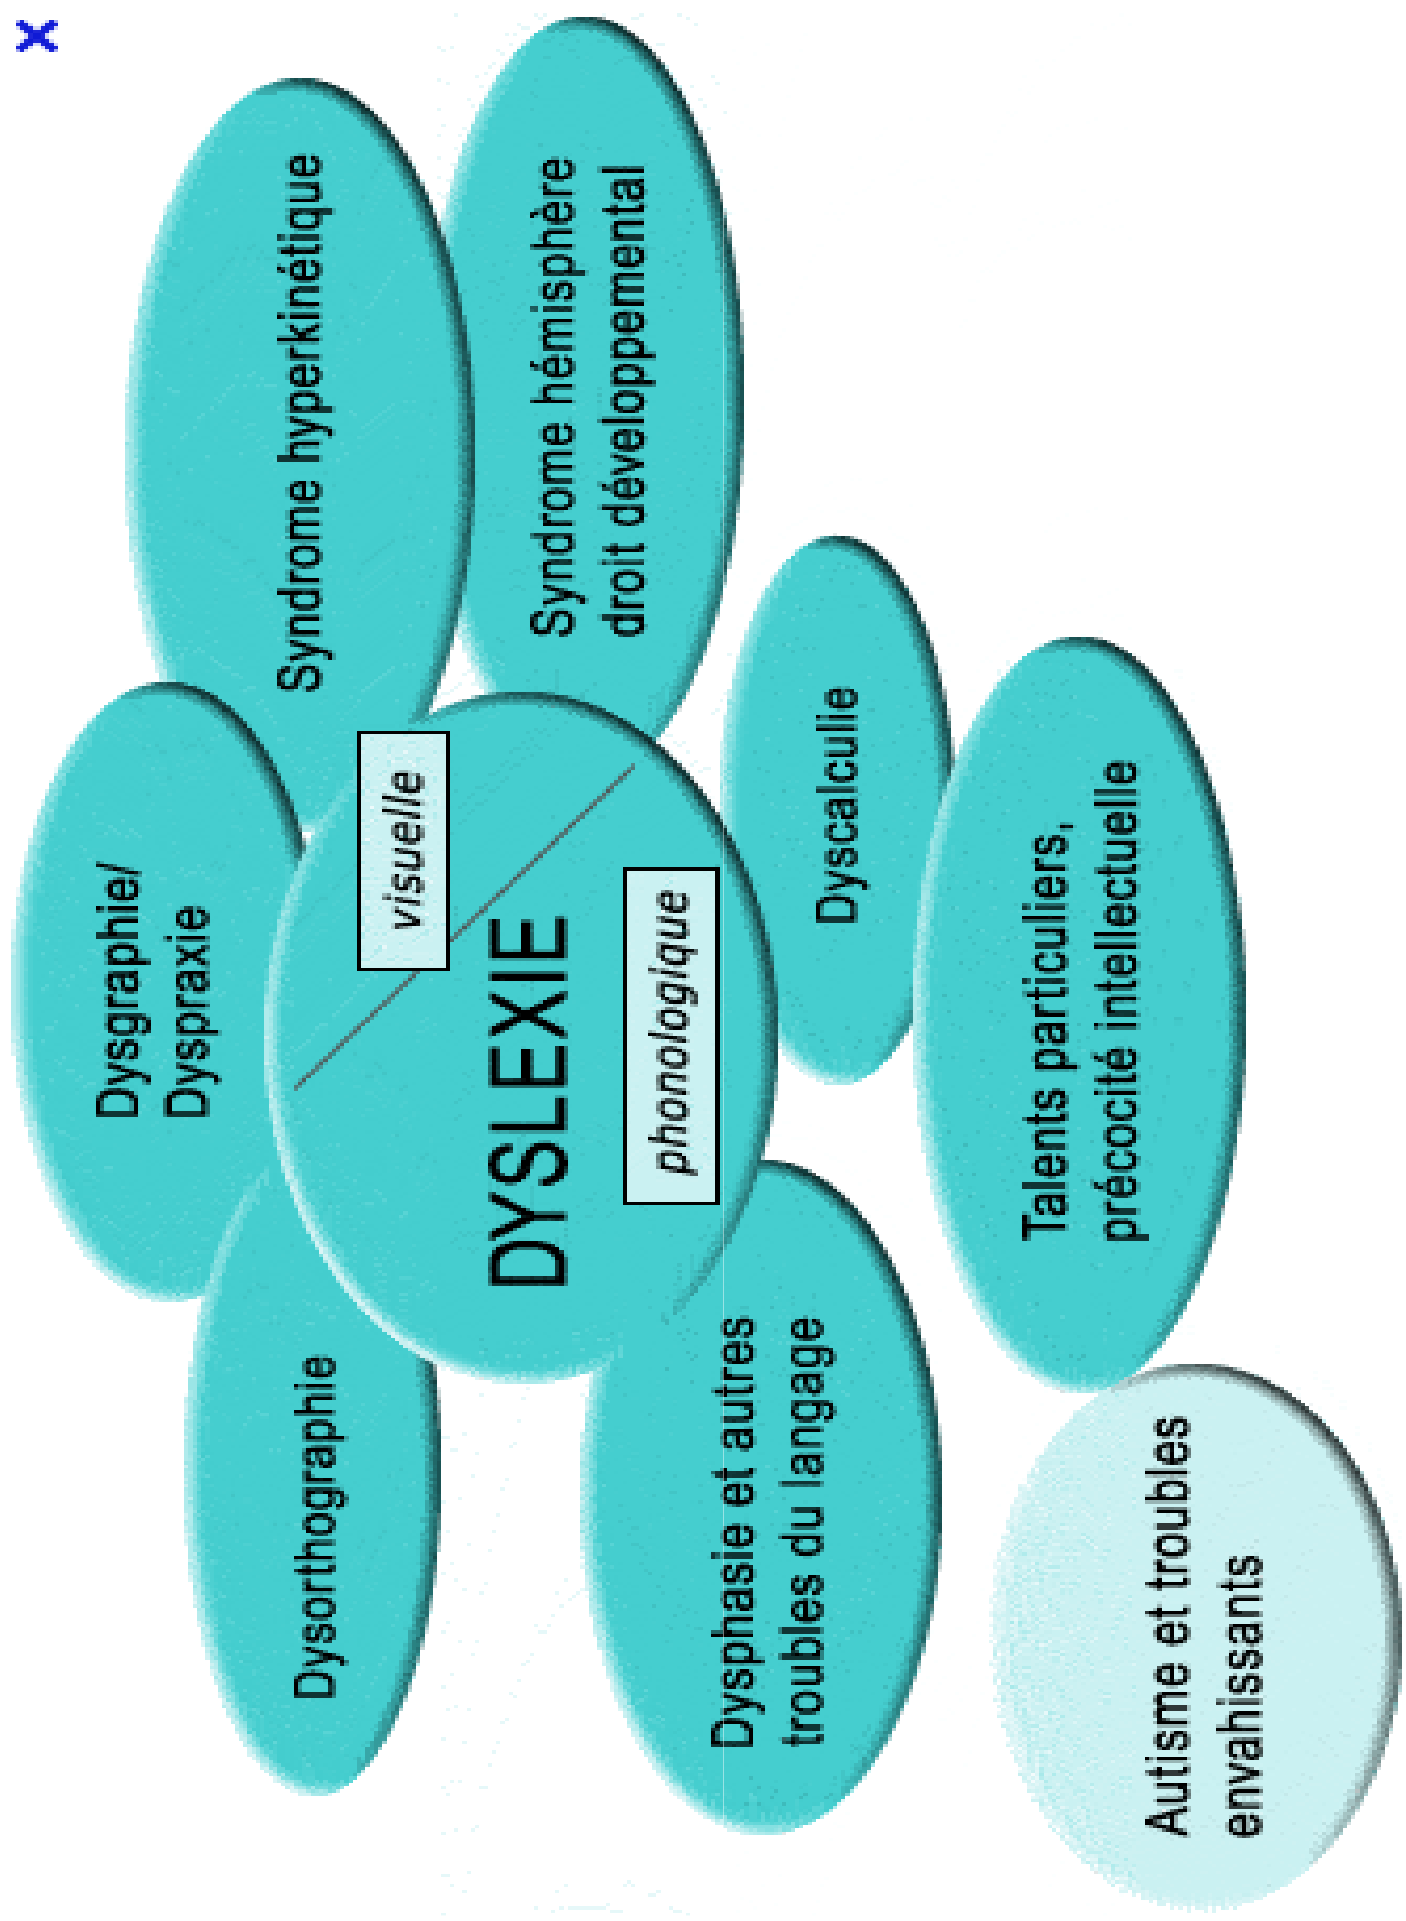 x
Dysgraphie/
Dyspraxie
Dysorthographie
Syndrome hyperkinétique
visuelle
DYSLEXIE
phonologique
Syndrome hémisphère
droit développemental
Dysphasie et autres
troubles du langage
Dyscalculie
Talents particuliers,
précocité intellectuelle
Autisme et troubles
envahissants